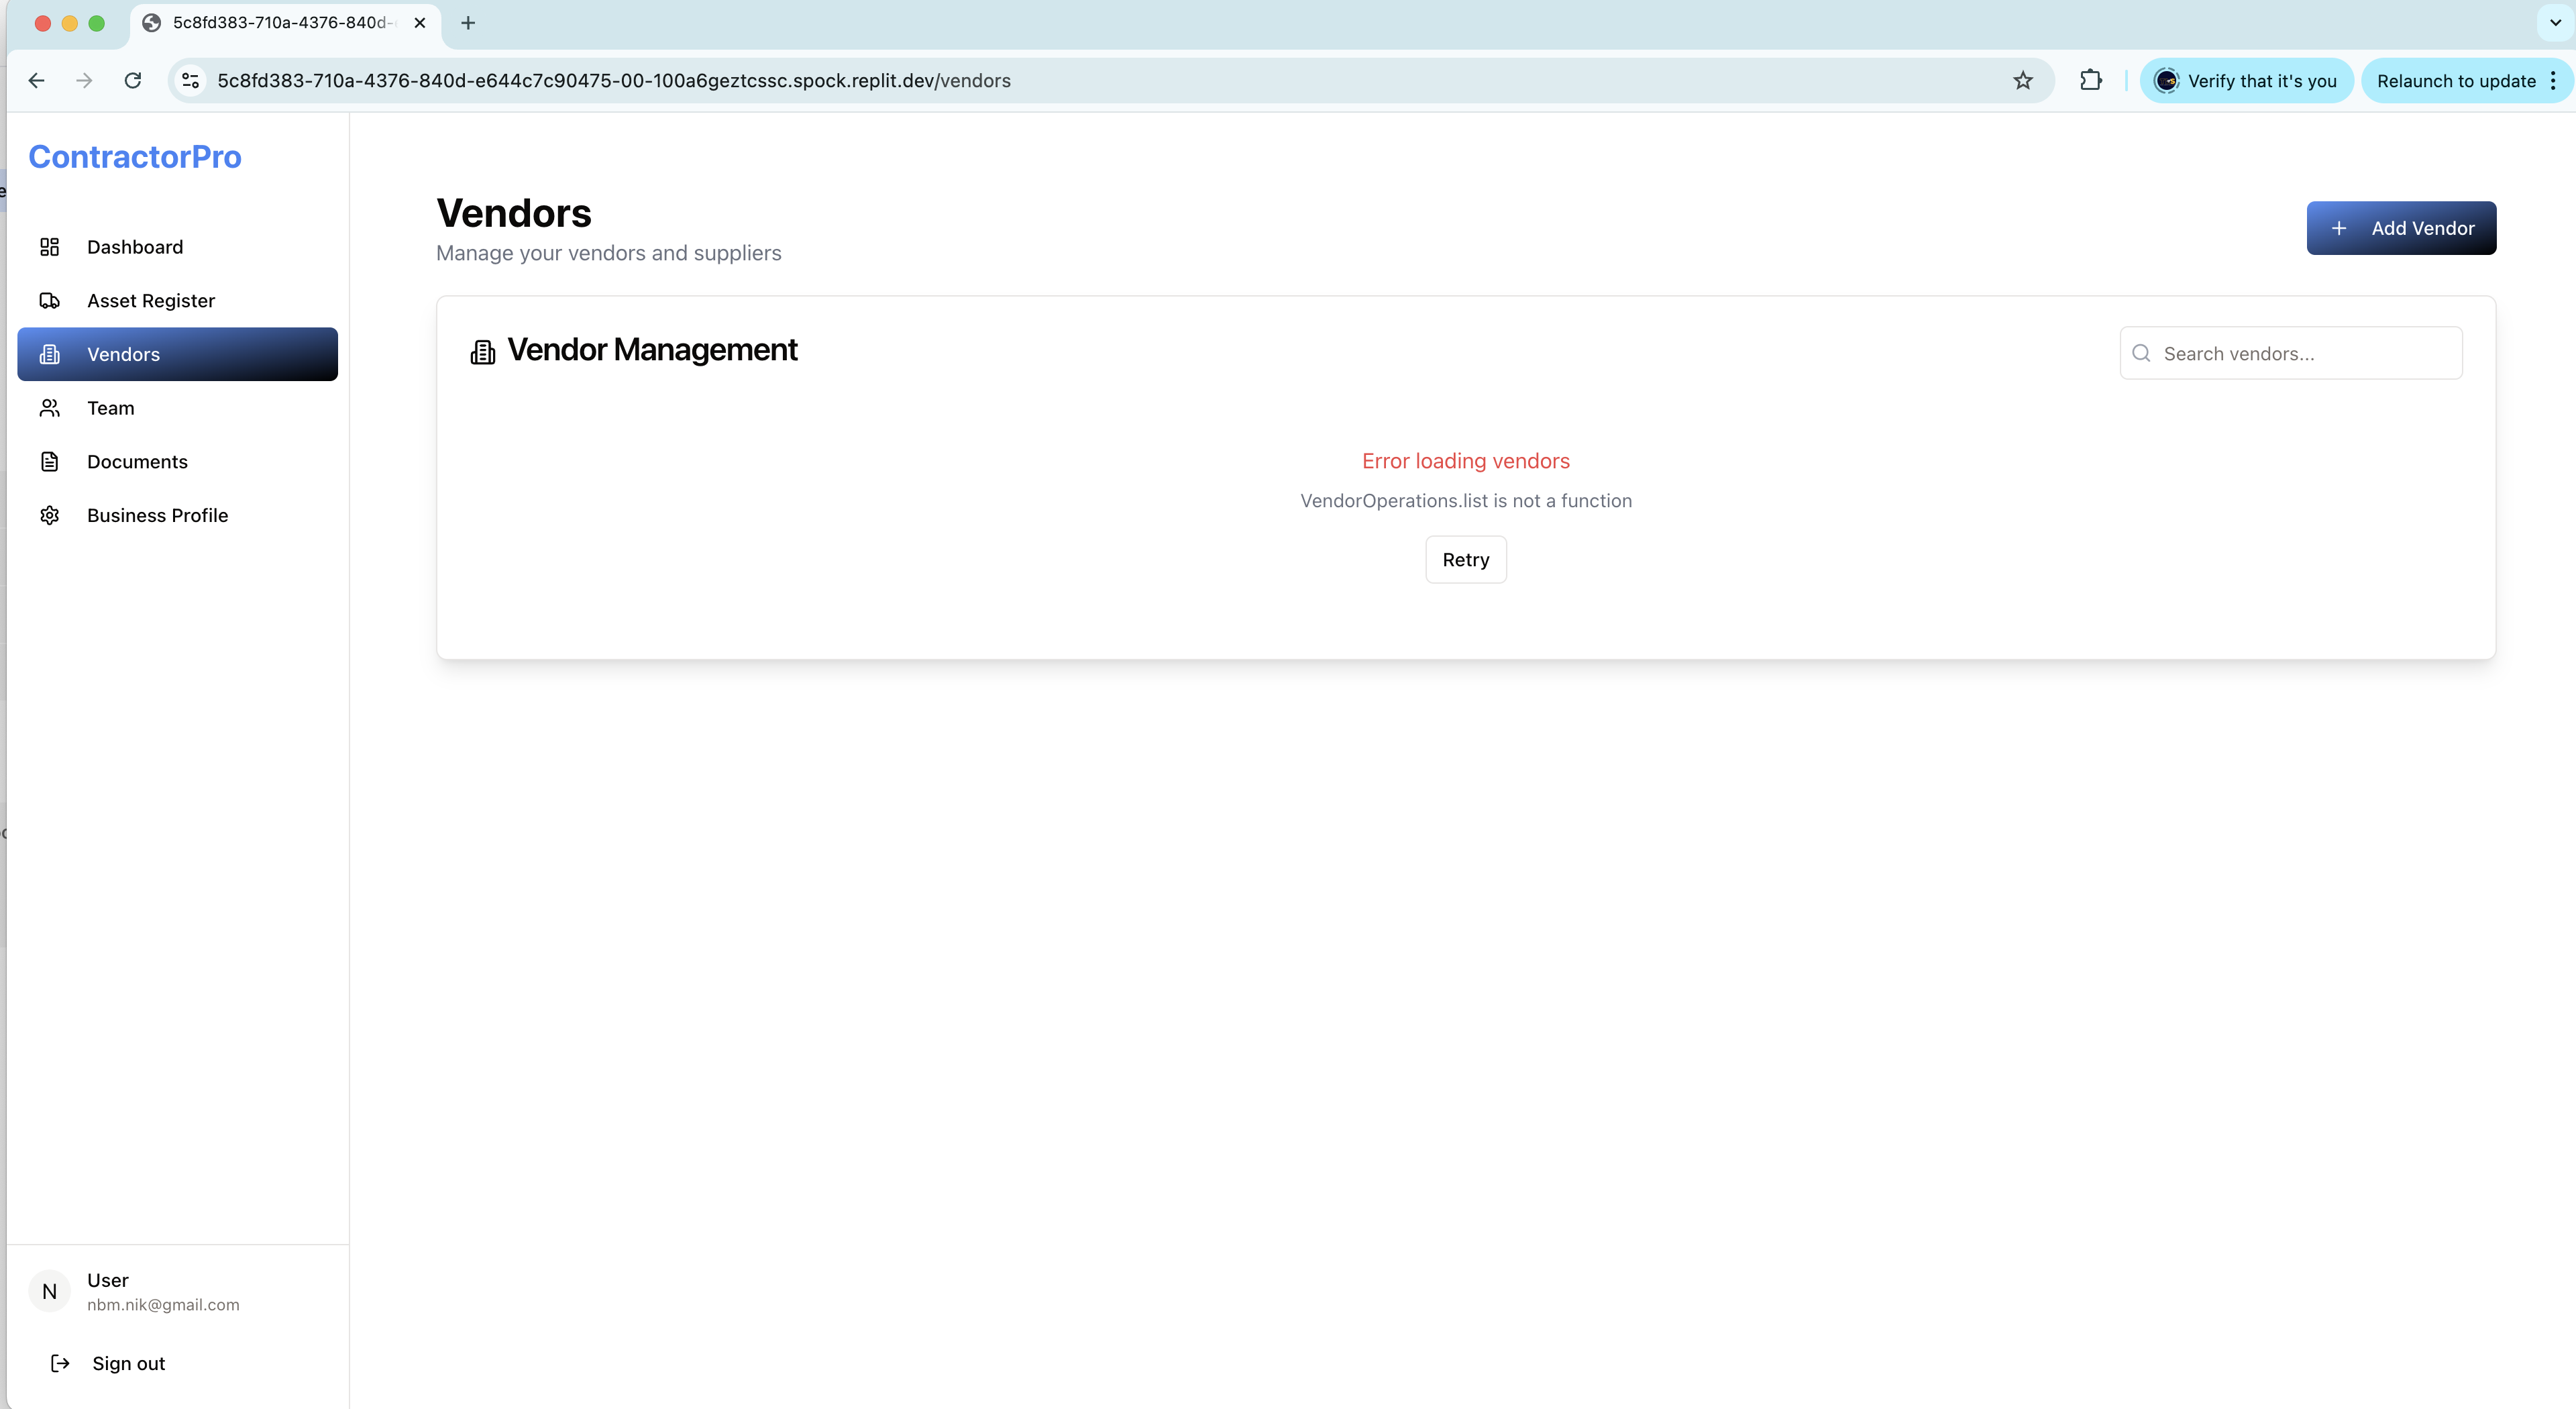 5c8fd383-710a-4376-840d-
5c8fd383-710a-4376-840d-e644c7c90475-00-100a6geztcssc.spock.replit.dev/vendors
Verify that it's you
Relaunch to update
ContractorPro
Dashboard
Asset Register
Vendors
Team
Documents
Business Profile
Vendors
Manage your vendors and suppliers
Add Vendor
Vendor Management
Search vendors...
Error loading vendors
VendorOperations.list is not a function
Retry
N
User
nbm.nik@gmail.com
Sign out